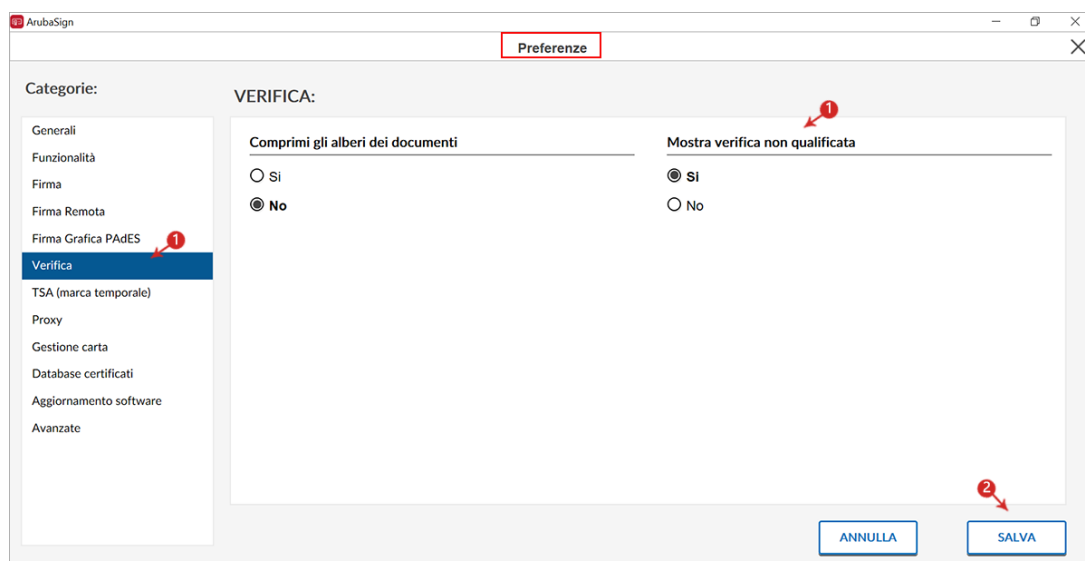 ArubaSign
Preferenze
Categorie:
Generali
Funzionalità
Firma
Firma Remota
Firma Grafica PAdES
1
Verifica
TSA (marca temporale)
Proxy
Gestione carta
Database certificati
Aggiornamento software
Avanzate
VERIFICA:
Comprimi gli alberi dei documenti
Si
No
1
Mostra verifica non qualificata
Si
No
2
ANNULLA
SALVA